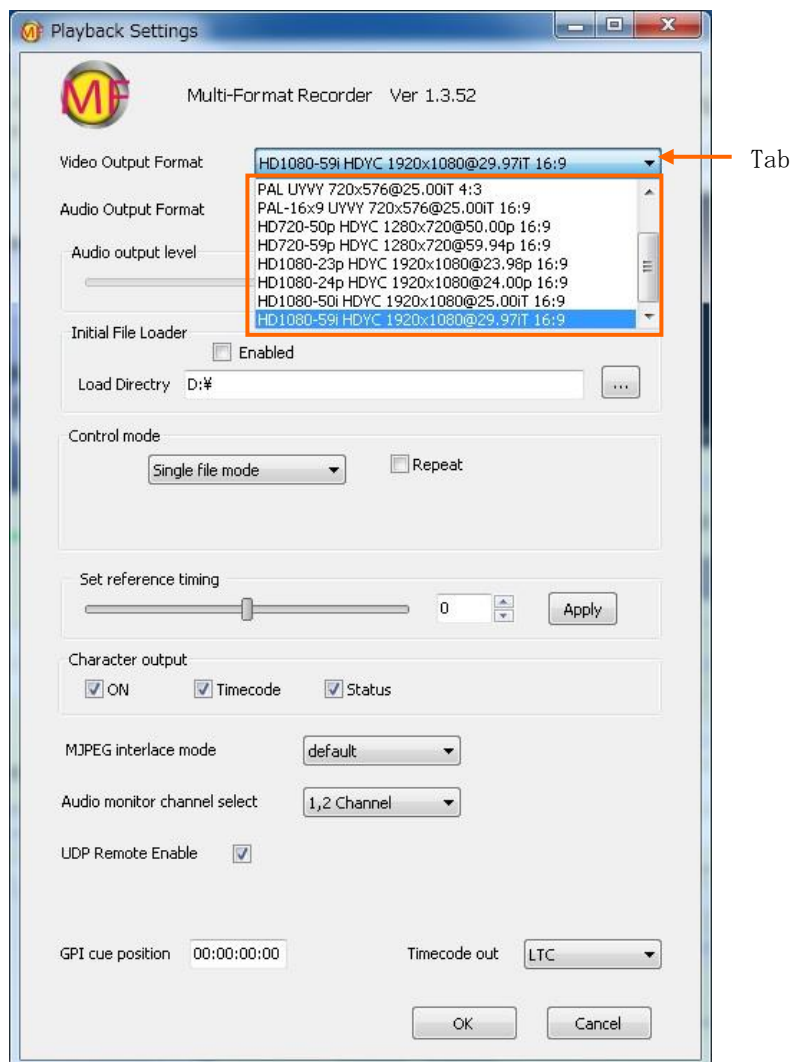 Playback Settings
MF
Multi-Format Recorder Ver 1.3.52
Video Output Format
HD1080-59i HDYC 1920x1080@29.97iT 16:9
Tab
PAL UYVY 720x576@25.00iT 4:3
PAL-16x9 UYVY 720x576@25.00iT 16:9
HD720-50p HDYC 1280x720@50.00p 16:9
HD720-59p HDYC 1280x720@59.94p 16:9
HD1080-23p HDYC 1920x1080@23.98p 16:9
HD1080-24p HDYC 1920x1080@24.00p 16:9
HD1080-50i HDYC 1920x1080@25.00iT 16:9
HD1080-59i HDYC 1920x1080@29.97iT 16:9
Audio Output Format
Audio output level
Initial File Loader
Enabled
Load Directry D:¥ ...
Control mode
Single file mode Repeat
Set reference timing
0 Apply
Character output
ON Timecode Status
MJPEG interlace mode default
Audio monitor channel select 1,2 Channel
UDP Remote Enable
GPI cue position 00:00:00:00 Timecode out LTC
OK Cancel